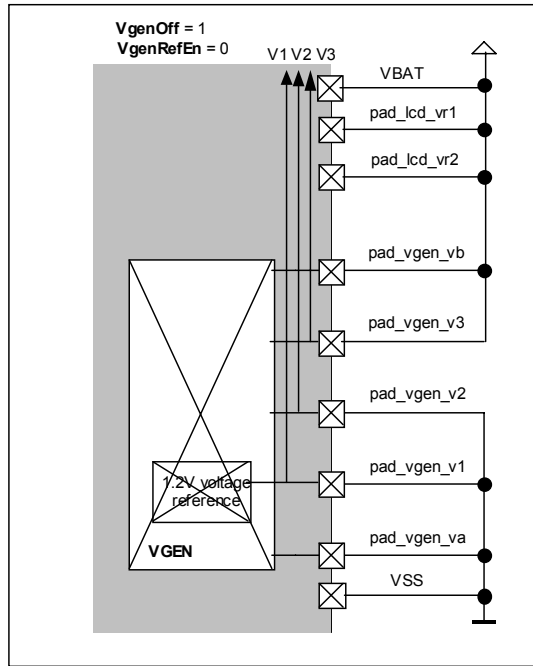 VgenOff = 1
VgenRefEn = 0
V1 V2 V3
VBAT
pad_lcd_vr1
pad_lcd_vr2
pad_vgen_vb
pad_vgen_v3
pad_vgen_v2
1.2V voltage
reference
pad_vgen_v1
VGEN
pad_vgen_va
VSS